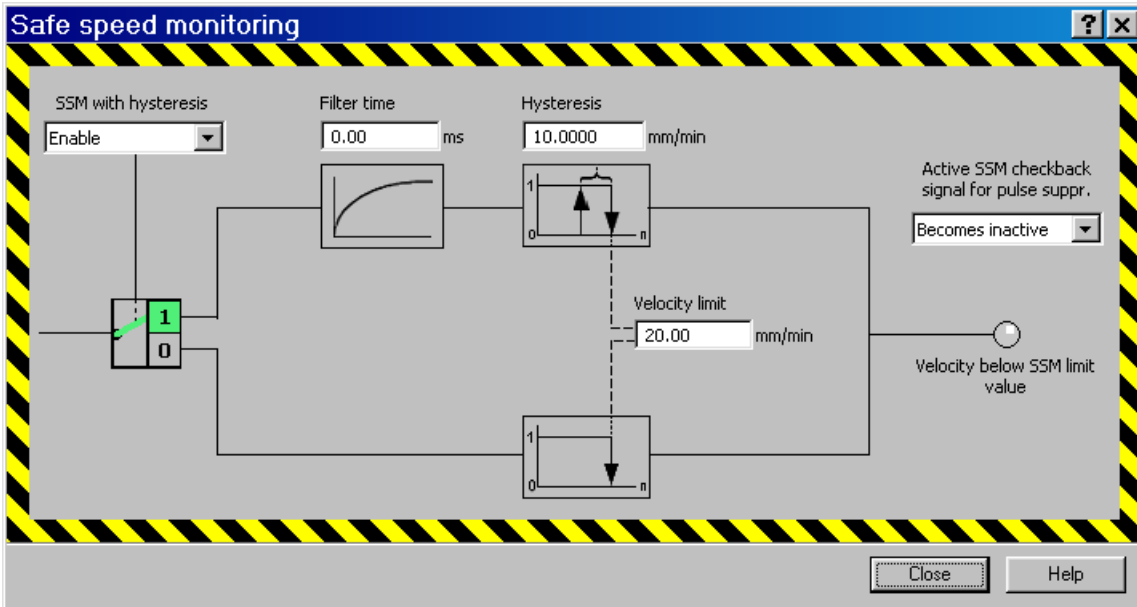 Safe speed monitoring
? ×
SSM with hysteresis
Enable
Filter time
0.00 ms
Hysteresis
10.0000 mm/min
1
0 n
Active SSM checkback
signal for pulse suppr.
Becomes inactive
1
0
Velocity limit
20.00 mm/min
Velocity below SSM limit
value
1
0 n
Close
Help